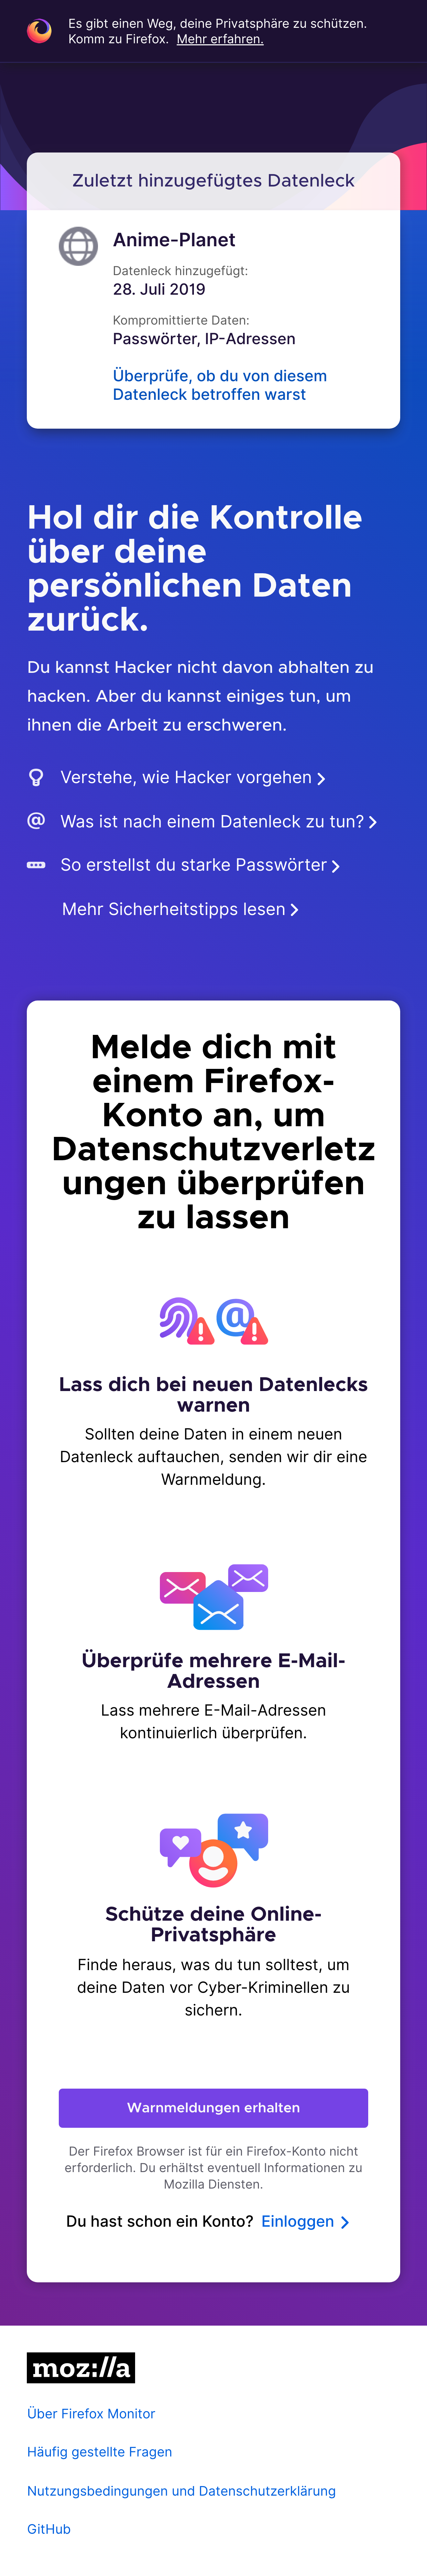 Es gibt einen Weg, deine Privatsphäre zu schützen.
Komm zu Firefox. Mehr erfahren.
Zuletzt hinzugefügtes Datenleck
Anime-Planet
Datenleck hinzugefügt:
28. Juli 2019
Kompromittierte Daten:
Passwörter, IP-Adressen
Überprüfe, ob du von diesem
Datenleck betroffen warst
Hol dir die Kontrolle
über deine
persönlichen Daten
zurück.
Du kannst Hacker nicht davon abhalten zu
hacken. Aber du kannst einiges tun, um
ihnen die Arbeit zu erschweren.
Verstehe, wie Hacker vorgehen
@ Was ist nach einem Datenleck zu tun?
So erstellst du starke Passwörter
Mehr Sicherheitstipps lesen
Melde dich mit
einem Firefox-
Konto an, um
Datenschutzverletz
ungen überprüfen
zu lassen
@
Lass dich bei neuen Datenlecks
warnen
Sollten deine Daten in einem neuen
Datenleck auftauchen, senden wir dir eine
Warnmeldung.
Überprüfe mehrere E-Mail-
Adressen
Lass mehrere E-Mail-Adressen
kontinuierlich überprüfen.
Schütze deine Online-
Privatsphäre
Finde heraus, was du tun solltest, um
deine Daten vor Cyber-Kriminellen zu
sichern.
Warnmeldungen erhalten
Der Firefox Browser ist für ein Firefox-Konto nicht
erforderlich. Du erhältst eventuell Informationen zu
Mozilla Diensten.
Du hast schon ein Konto? Einloggen
moz://a
Über Firefox Monitor
Häufig gestellte Fragen
Nutzungsbedingungen und Datenschutzerklärung
GitHub